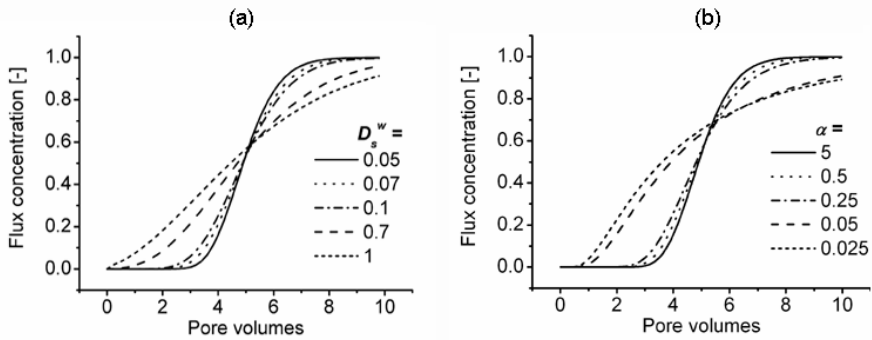 (a)
Flux concentration [-]
1.0
0.8
0.6
0.4
0.2
0.0
0 2 4 6 8 10
Pore volumes
D_s^w =
0.05
0.07
0.1
0.7
1
(b)
Flux concentration [-]
1.0
0.8
0.6
0.4
0.2
0.0
0 2 4 6 8 10
Pore volumes
α =
5
0.5
0.25
0.05
0.025